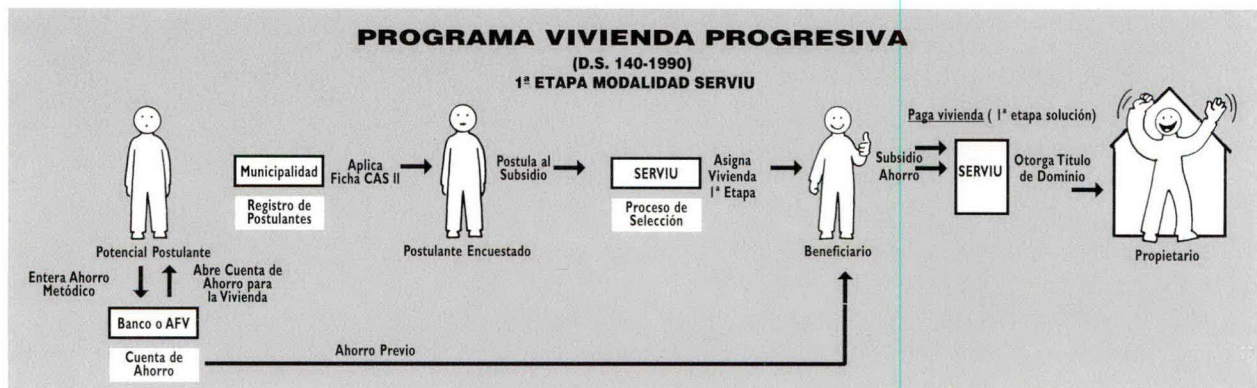 PROGRAMA VIVIENDA PROGRESIVA
(D.S. 140-1990)
1ª ETAPA MODALIDAD SERVIU
Potencial Postulante
Entera Ahorro
Metódico
Abre Cuenta de
Ahorro para
la Vivienda
Banco o AFV
Cuenta de
Ahorro
Ahorro Previo
Municipalidad
Registro de
Postulantes
Aplica
Ficha CAS II
Postulante Encuestado
Postula al
Subsidio
SERVIU
Proceso de
Selección
Asigna
Vivienda
1ª Etapa
Beneficiario
Paga vivienda ( 1ª etapa solución)
Subsidio
Ahorro
SERVIU
Otorga Título
de Dominio
Propietario